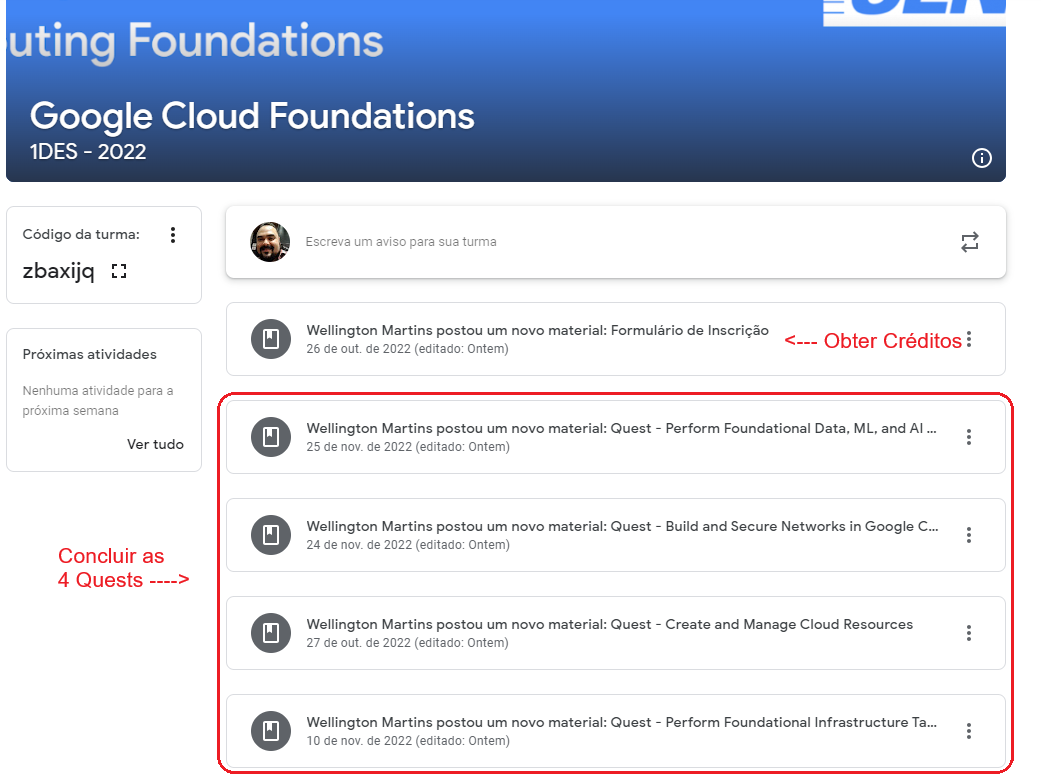 uting Foundations
Google Cloud Foundations
1DES - 2022
Código da turma:
zbaxijq
Escreva um aviso para sua turma
Próximas atividades
Nenhuma atividade para a
próxima semana
Ver tudo
Wellington Martins postou um novo material: Formulário de Inscrição
26 de out. de 2022 (editado: Ontem)
<--- Obter Créditos
Wellington Martins postou um novo material: Quest - Perform Foundational Data, ML, and AI ...
25 de nov. de 2022 (editado: Ontem)
Wellington Martins postou um novo material: Quest - Build and Secure Networks in Google C...
24 de nov. de 2022 (editado: Ontem)
Concluir as
4 Quests ---->
Wellington Martins postou um novo material: Quest - Create and Manage Cloud Resources
27 de out. de 2022 (editado: Ontem)
Wellington Martins postou um novo material: Quest - Perform Foundational Infrastructure Ta...
10 de nov. de 2022 (editado: Ontem)